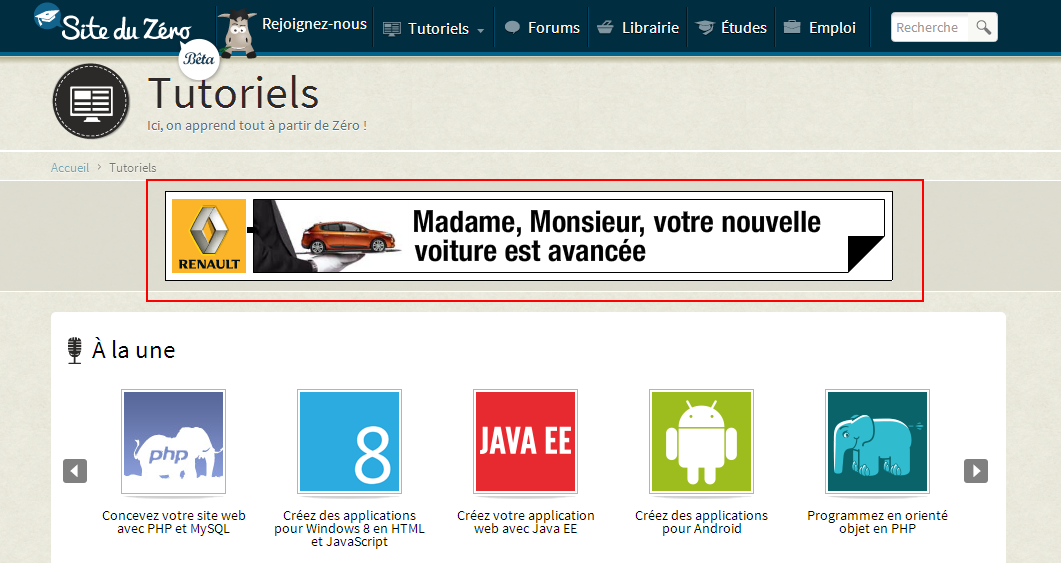 Site du Zéro
Bêta
Rejoignez-nous
Tutoriels
Forums
Librairie
Études
Emploi
Recherche
Tutoriels
Ici, on apprend tout à partir de Zéro !
Accueil > Tutoriels
RENAULT
Madame, Monsieur, votre nouvelle
voiture est avancée
À la une
php
8
JAVA EE
Concevez votre site web
avec PHP et MySQL
Créez des applications
pour Windows 8 en HTML
et JavaScript
Créez votre application
web avec Java EE
Créez des applications
pour Android
Programmez en orienté
objet en PHP